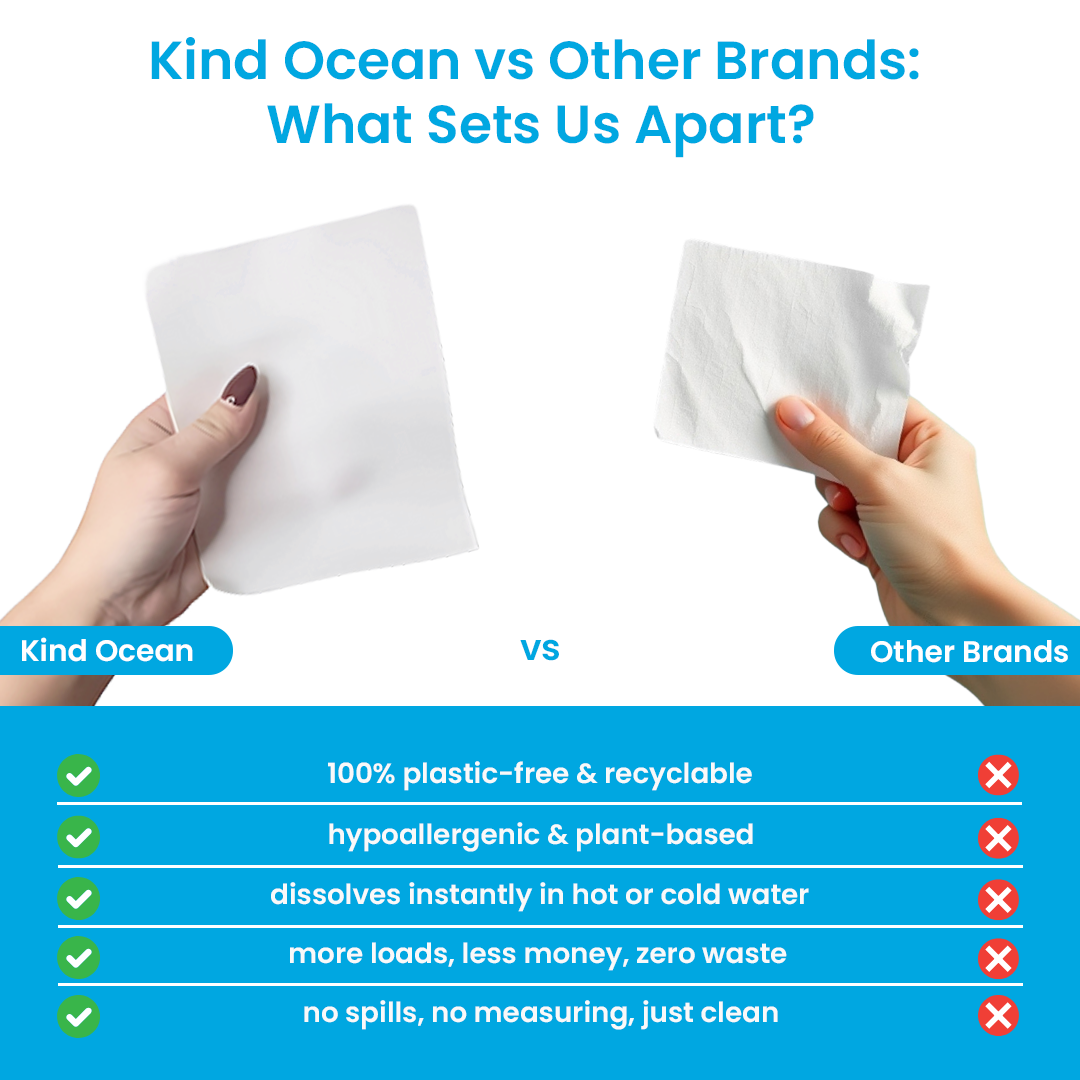 Kind Ocean vs Other Brands:
What Sets Us Apart?
Kind Ocean
vs
Other Brands
100% plastic-free & recyclable
hypoallergenic & plant-based
dissolves instantly in hot or cold water
more loads, less money, zero waste
no spills, no measuring, just clean